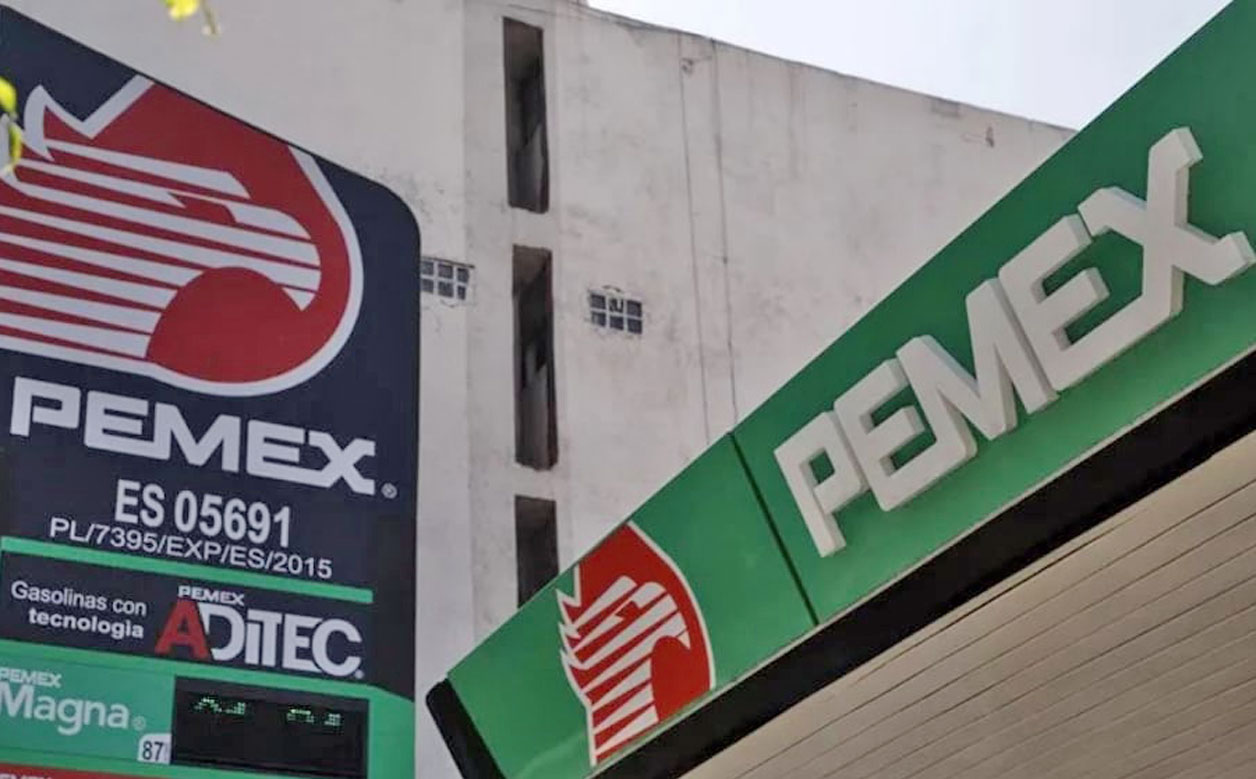 PEMEX®
ES 05691
PL/7395/EXP/ES/2015
Gasolinas con
tecnologia
PEMEX
ADiTEC®
PEMEX
Magna®
87
PEMEX